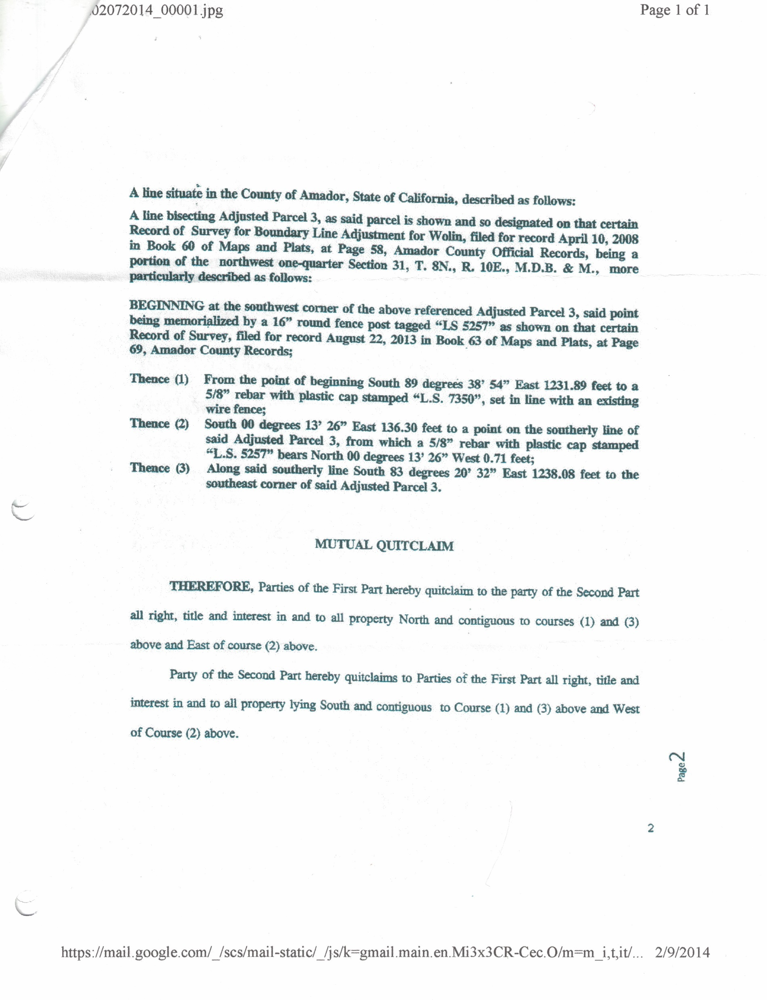 02072014_00001.jpg
Page 1 of 1
A line situate in the County of Amador, State of California, described as follows:
A line bisecting Adjusted Parcel 3, as said parcel is shown and so designated on that certain
Record of Survey for Boundary Line Adjustment for Wolin, filed for record April 10, 2008
in Book 60 of Maps and Plats, at Page 58, Amador County Official Records, being a
portion of the northwest one-quarter Section 31, T. 8N., R. 10E., M.D.B. & M., more
particularly described as follows:
BEGINNING at the southwest corner of the above referenced Adjusted Parcel 3, said point
being memorialized by a 16” round fence post tagged “LS 5257” as shown on that certain
Record of Survey, filed for record August 22, 2013 in Book 63 of Maps and Plats, at Page
69, Amador County Records;
Thence (1) From the point of beginning South 89 degrees 38’ 54” East 1231.89 feet to a
5/8” rebar with plastic cap stamped “L.S. 7350”, set in line with an existing
wire fence;
Thence (2) South 00 degrees 13’ 26” East 136.30 feet to a point on the southerly line of
said Adjusted Parcel 3, from which a 5/8” rebar with plastic cap stamped
“L.S. 5257” bears North 00 degrees 13’ 26” West 0.71 feet;
Thence (3) Along said southerly line South 83 degrees 20’ 32” East 1238.08 feet to the
southeast corner of said Adjusted Parcel 3.
MUTUAL QUITCLAIM
THEREFORE, Parties of the First Part hereby quitclaim to the party of the Second Part
all right, title and interest in and to all property North and contiguous to courses (1) and (3)
above and East of course (2) above.
Party of the Second Part hereby quitclaims to Parties of the First Part all right, title and
interest in and to all property lying South and contiguous to Course (1) and (3) above and West
of Course (2) above.
Page 2
2
https://mail.google.com/_/scs/mail-static/_/js/k=gmail.main.en.Mi3x3CR-Cec.O/m=m_i,t,it/... 2/9/2014